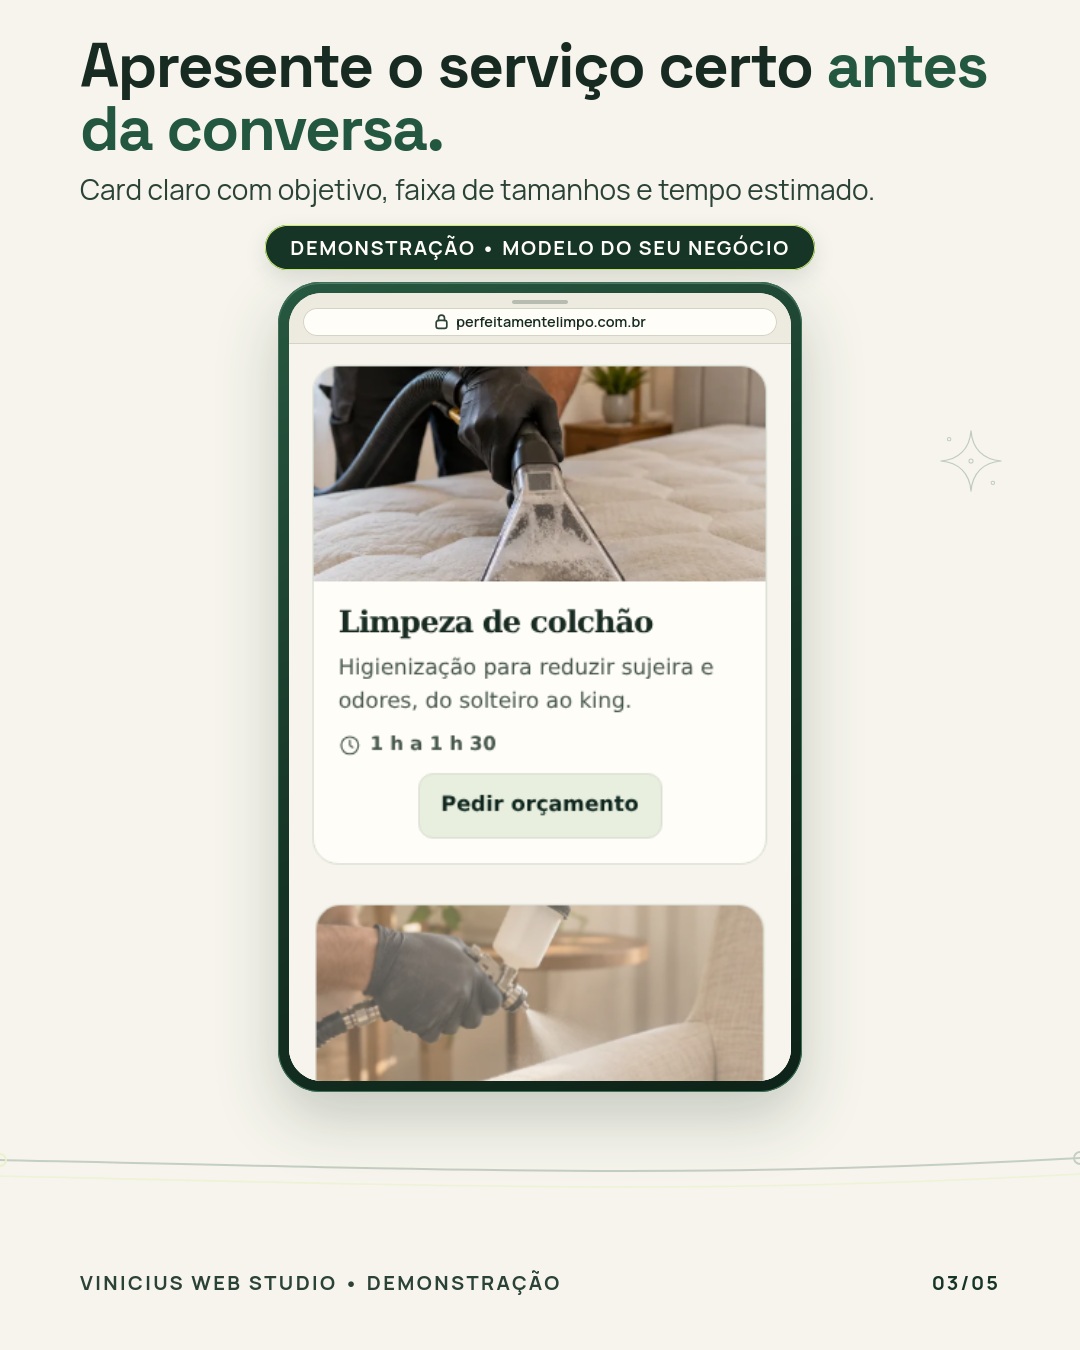 Apresente o serviço certo antes
da conversa.
Card claro com objetivo, faixa de tamanhos e tempo estimado.
DEMONSTRAÇÃO • MODELO DO SEU NEGÓCIO
perfeitamentelimpo.com.br
Limpeza de colchão
Higienização para reduzir sujeira e
odores, do solteiro ao king.
1 h a 1 h 30
Pedir orçamento
VINICIUS WEB STUDIO • DEMONSTRAÇÃO
03/05